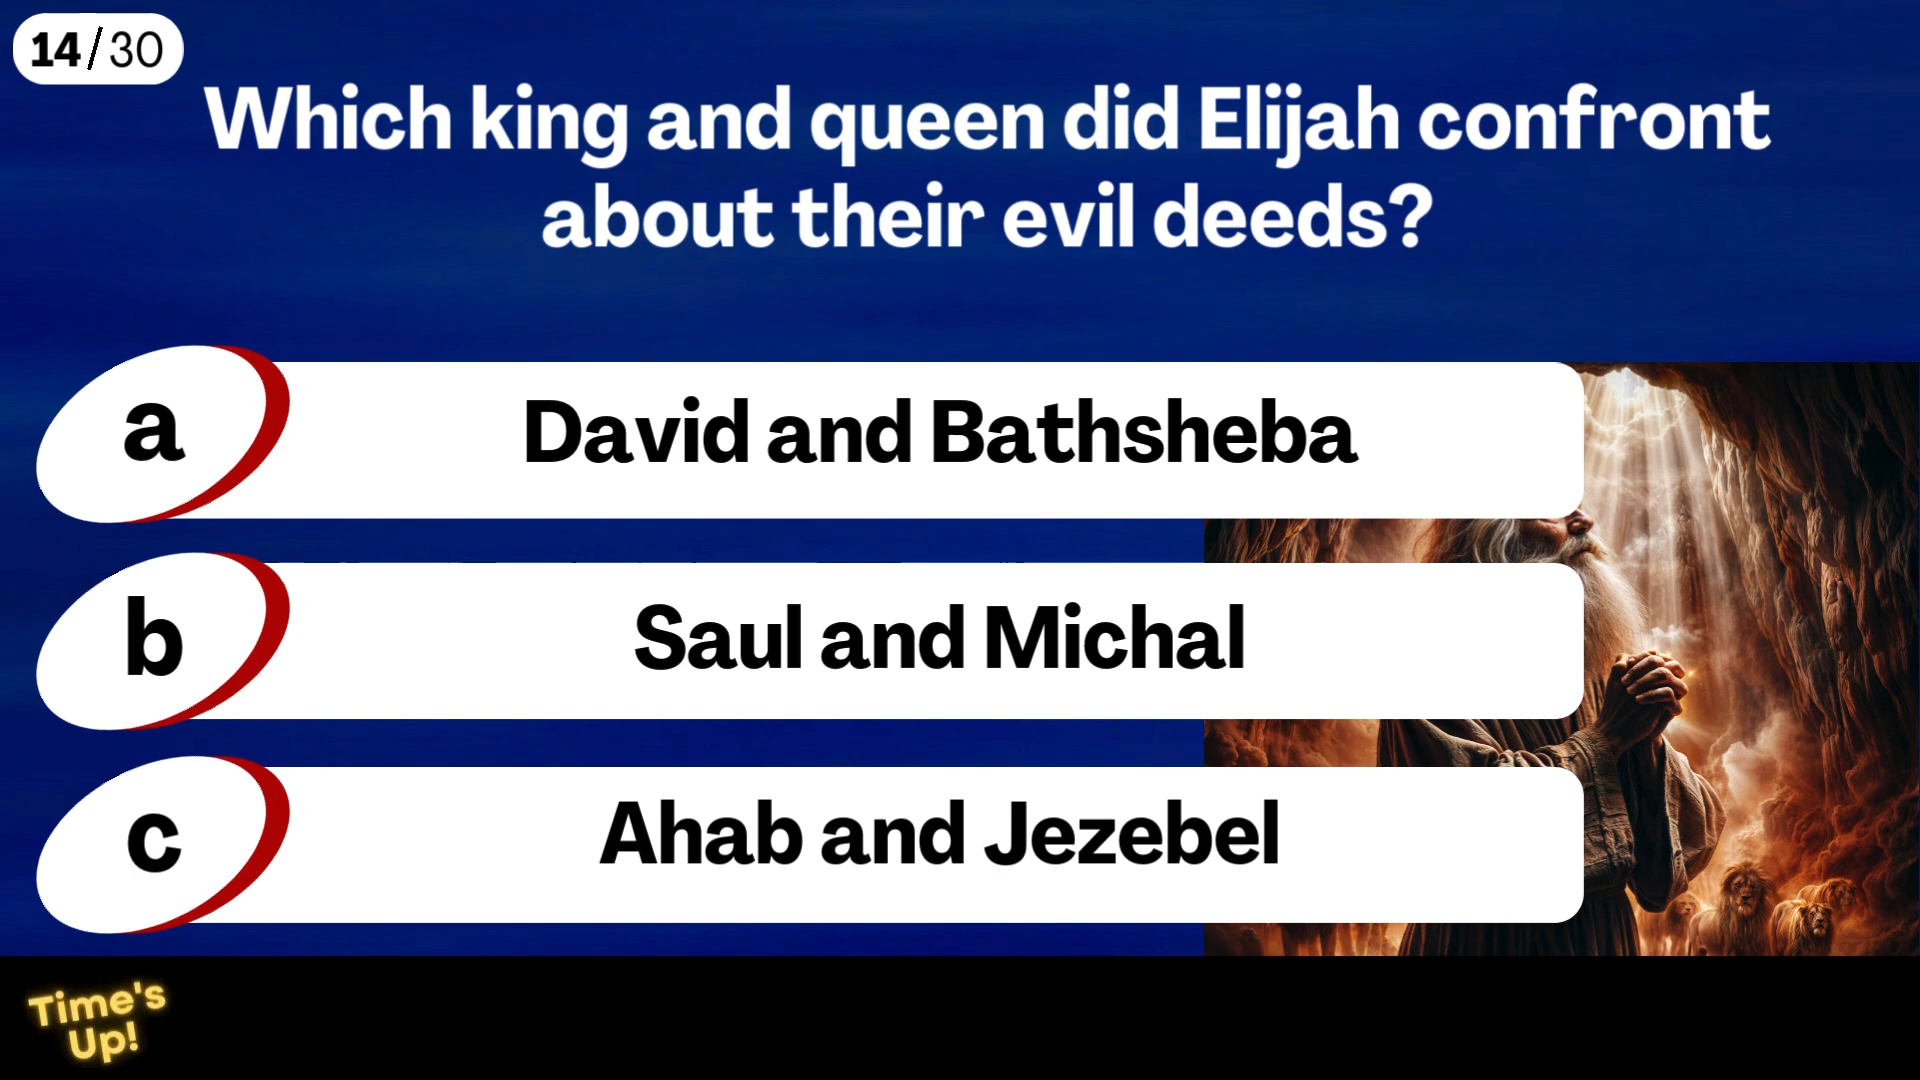 14/30
Which king and queen did Elijah confront
about their evil deeds?
a
David and Bathsheba
b
Saul and Michal
c
Ahab and Jezebel
Time's
Up!